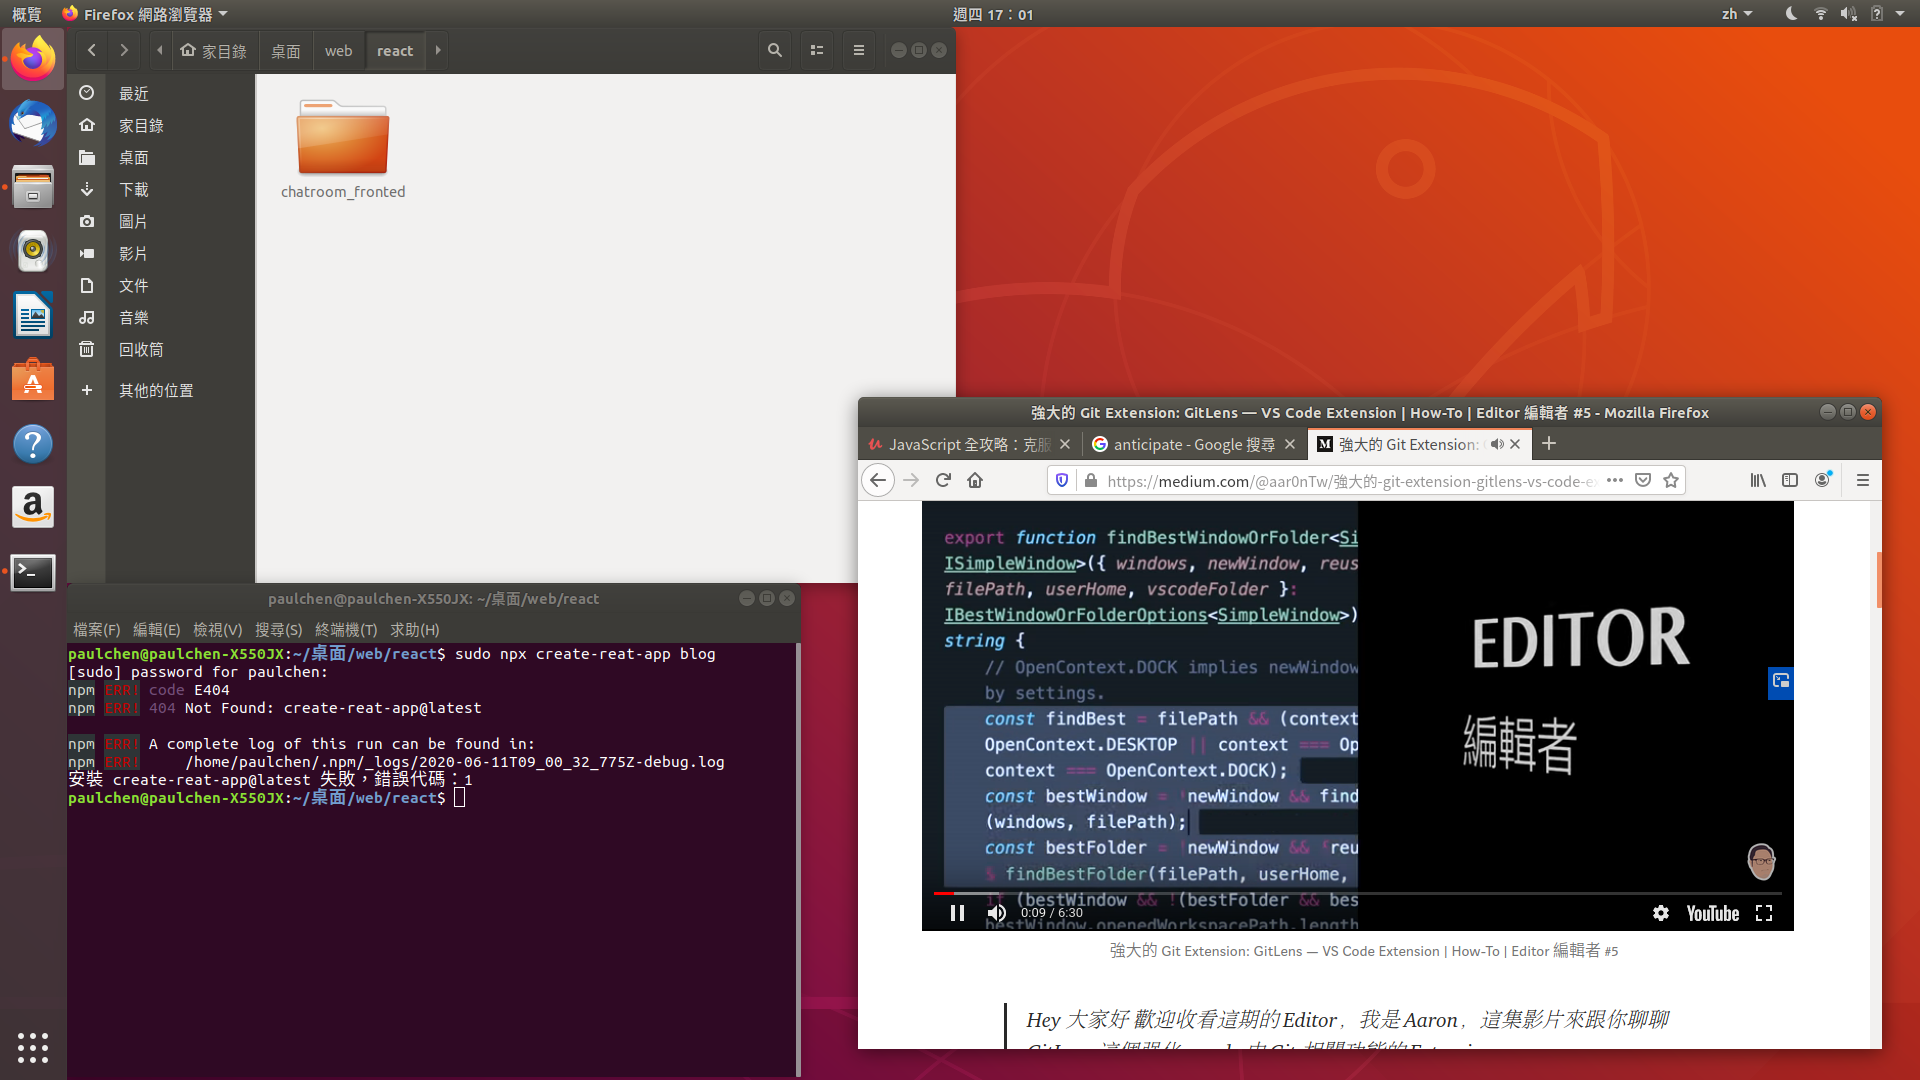 概覽
Firefox 網路瀏覽器
週四 17：01
zh
家目錄
桌面
web
react
最近
家目錄
桌面
下載
圖片
影片
文件
音樂
回收筒
其他的位置
chatroom_fronted
paulchen@paulchen-X550JX: ~/桌面/web/react
檔案(F) 編輯(E) 檢視(V) 搜尋(S) 終端機(T) 求助(H)
paulchen@paulchen-X550JX:~/桌面/web/react$ sudo npx create-reat-app blog
[sudo] password for paulchen:
npm ERR! code E404
npm ERR! 404 Not Found: create-reat-app@latest
npm ERR! A complete log of this run can be found in:
npm ERR!     /home/paulchen/.npm/_logs/2020-06-11T09_00_32_775Z-debug.log
安裝 create-reat-app@latest 失敗，錯誤代碼：1
paulchen@paulchen-X550JX:~/桌面/web/react$
強大的 Git Extension: GitLens — VS Code Extension | How-To | Editor 編輯者 #5 - Mozilla Firefox
JavaScript 全攻略：克服
anticipate - Google 搜尋
強大的 Git Extension:
https://medium.com/@aar0nTw/強大的-git-extension-gitlens-vs-code-ex
export function findBestWindowOrFolder<Si
ISimpleWindow>({ windows, newWindow, reus
filePath, userHome, vscodeFolder }:
IBestWindowOrFolderOptions<SimpleWindow>)
string {
// OpenContext.DOCK implies newWindow
by settings.
const findBest = filePath && (context
OpenContext.DESKTOP || context === Op
context === OpenContext.DOCK);
const bestWindow = !newWindow && find
(windows, filePath);
const bestFolder = !newWindow && !reu
findBestFolder(filePath, userHome,
if (bestWindow && !(bestFolder && bes
bestWindow.openedWorkspacePath.length
EDITOR
編輯者
0:09 / 6:30
YouTube
強大的 Git Extension: GitLens — VS Code Extension | How-To | Editor 編輯者 #5
Hey 大家好 歡迎收看這期的 Editor，我是 Aaron，這集影片來跟你聊聊